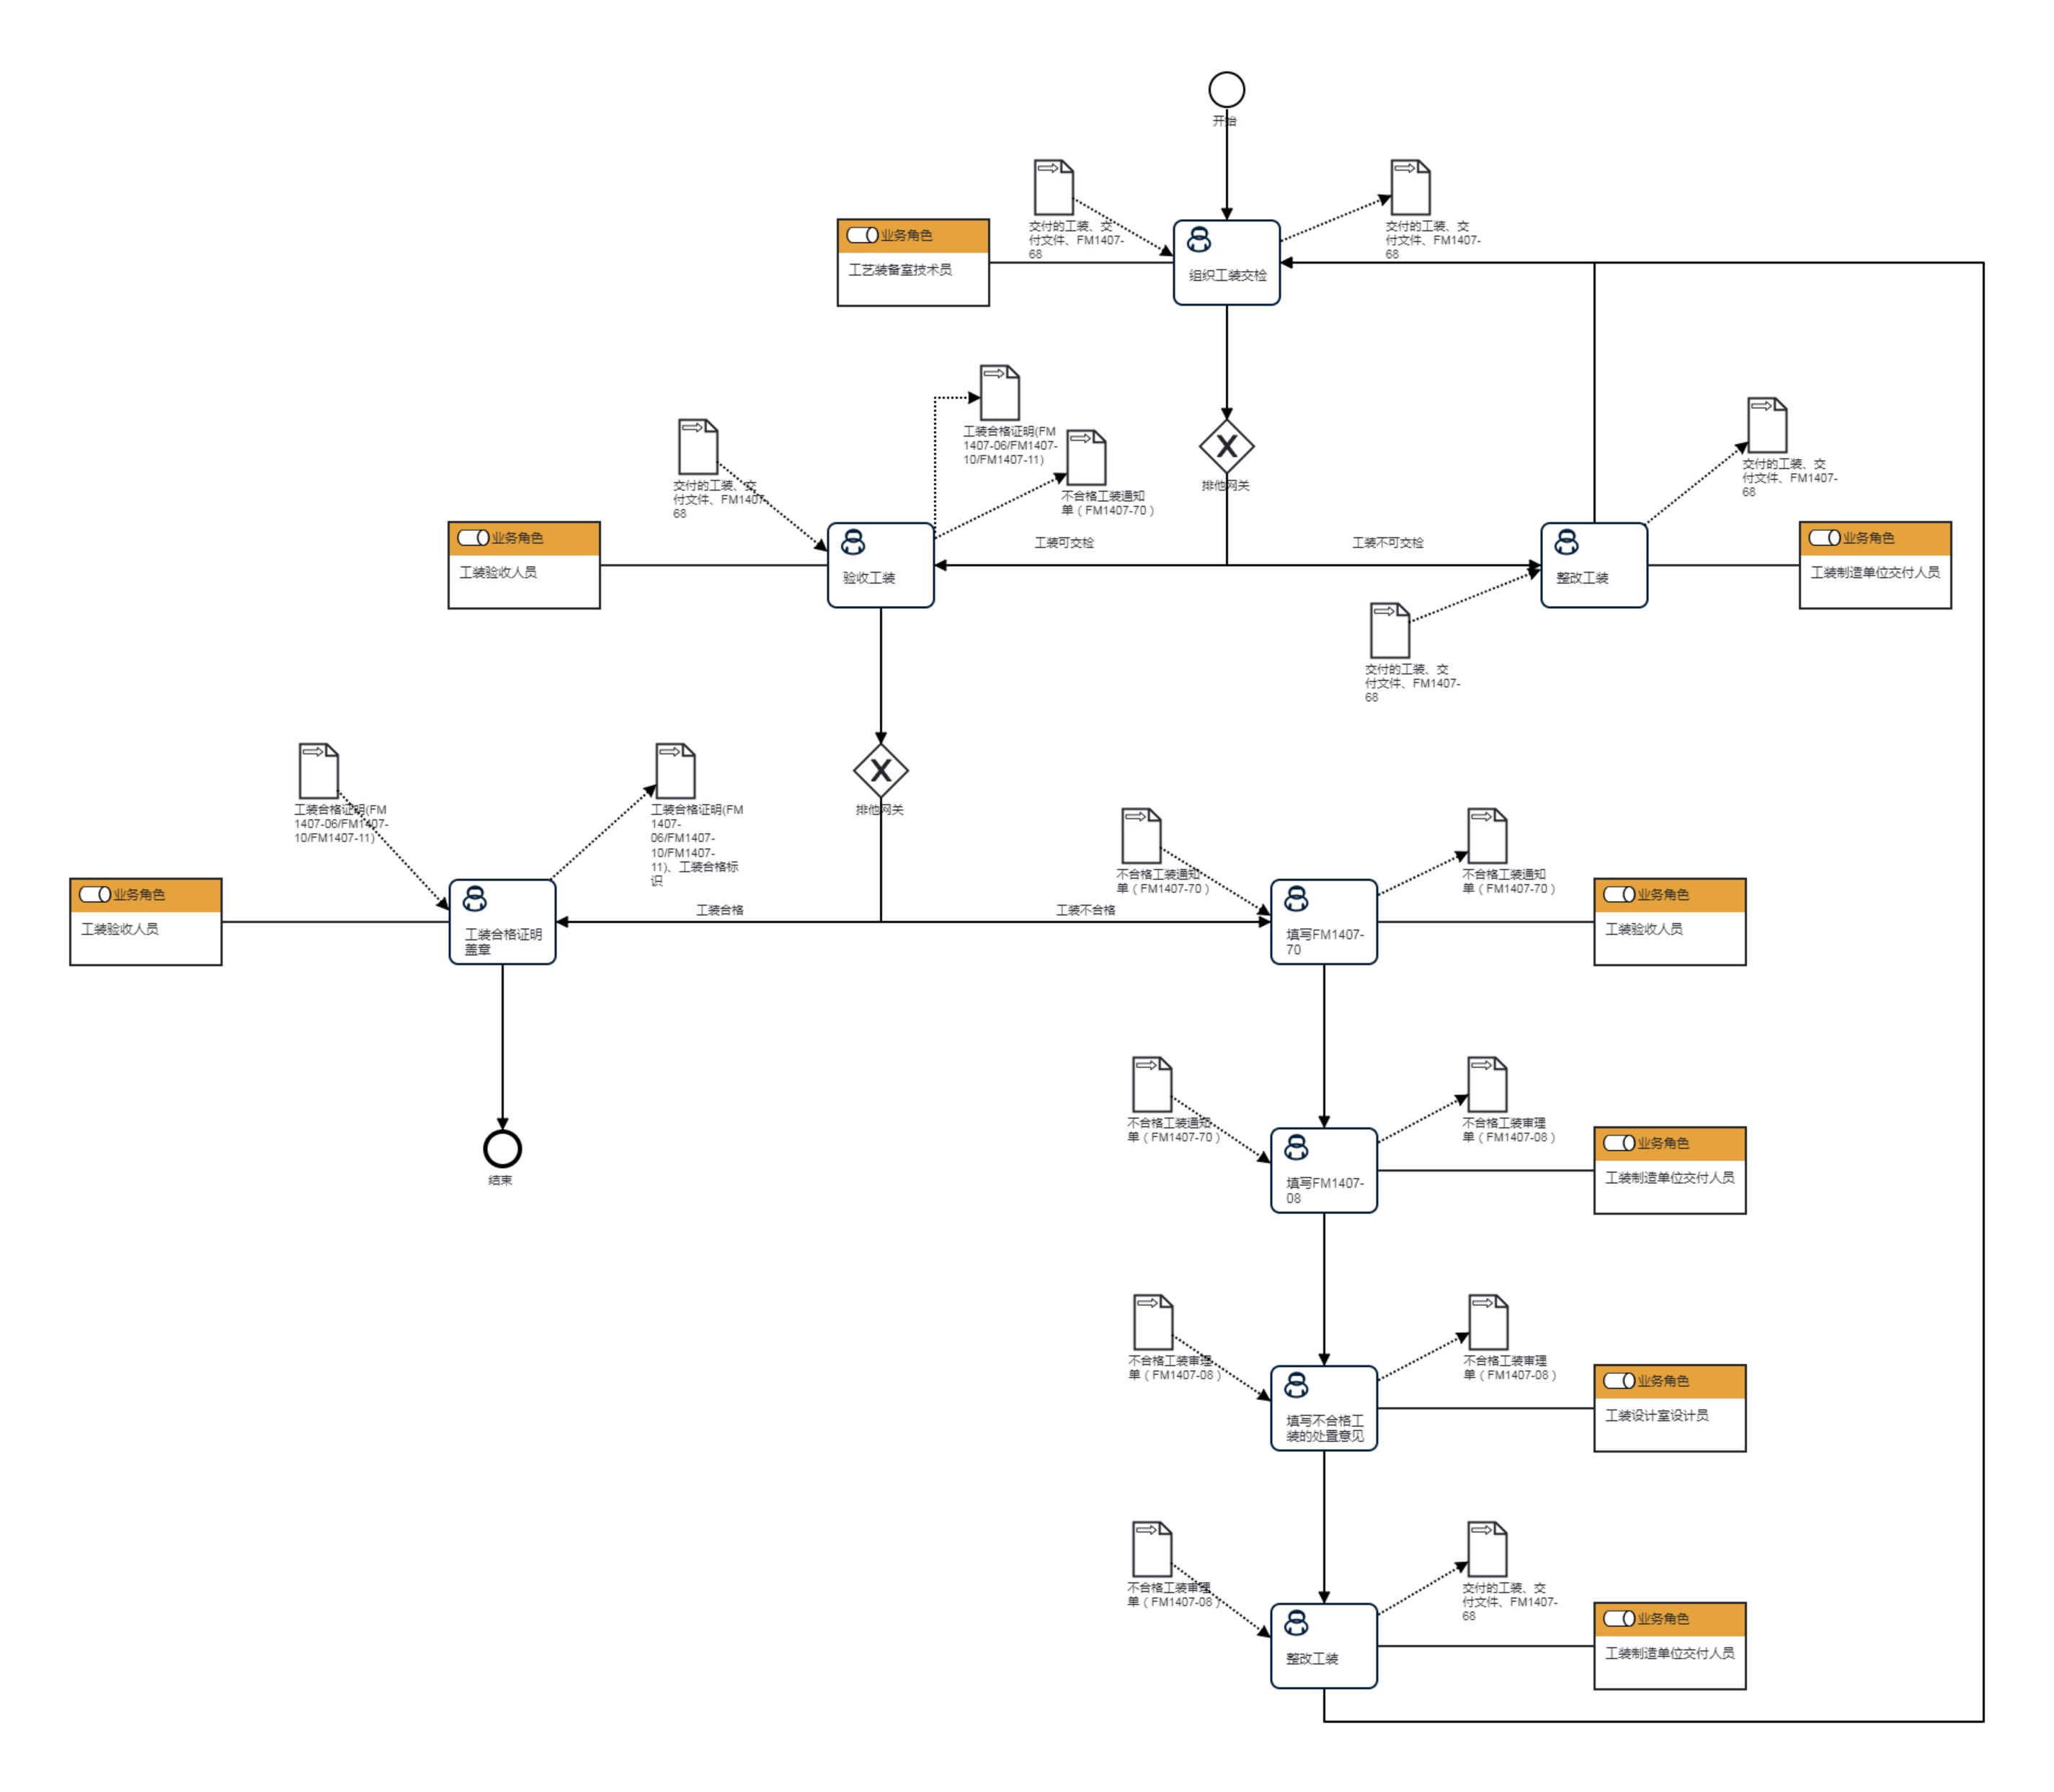 开始
交付的工装、交
付文件、FM1407-
68
交付的工装、交
付文件、FM1407-
68
业务角色
工艺装备室技术员
组织工装交检
工装合格证明(FM
1407-06/FM1407-
10/FM1407-11)
不合格工装通知
单（FM1407-70）
交付的工装、交
付文件、FM1407-
68
排他网关
交付的工装、交
付文件、FM1407-
68
业务角色
工装验收人员
验收工装
工装可交检
工装不可交检
整改工装
业务角色
工装制造单位交付人员
交付的工装、交
付文件、FM1407-
68
工装合格证明(FM
1407-06/FM1407-
10/FM1407-11)
工装合格证明(FM
1407-
06/FM1407-
10/FM1407-
11)、工装合格标
识
排他网关
不合格工装通知
单（FM1407-70）
不合格工装通知
单（FM1407-70）
业务角色
工装验收人员
工装合格证明
盖章
工装合格
工装不合格
填写FM1407-
70
业务角色
工装验收人员
结束
不合格工装通知
单（FM1407-70）
不合格工装审理
单（FM1407-08）
填写FM1407-
08
业务角色
工装制造单位交付人员
不合格工装审理
单（FM1407-08）
不合格工装审理
单（FM1407-08）
填写不合格工
装的处置意见
业务角色
工装设计室设计员
不合格工装审理
单（FM1407-08）
交付的工装、交
付文件、FM1407-
68
整改工装
业务角色
工装制造单位交付人员